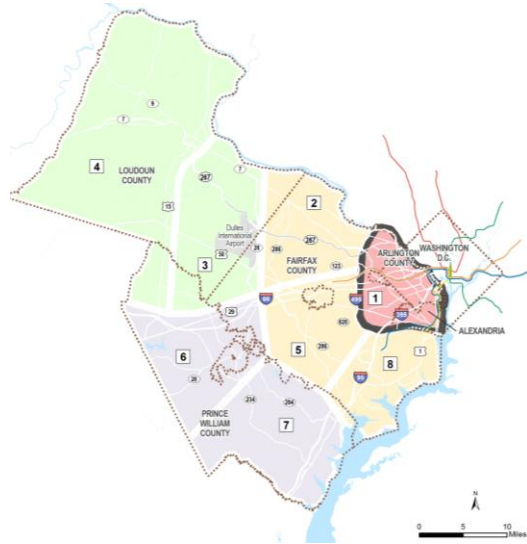 9
7
4
LOUDOUN
COUNTY
7
267
2
15
Dulles
International
Airport
28
286
267
WASHINGTON
D.C.
ARLINGTON
COUNTY
50
FAIRFAX
COUNTY
123
3
66
495
1
29
395
ALEXANDRIA
620
6
5
286
8
1
28
95
234
294
PRINCE
WILLIAM
COUNTY
7
N
0 5 10
Miles